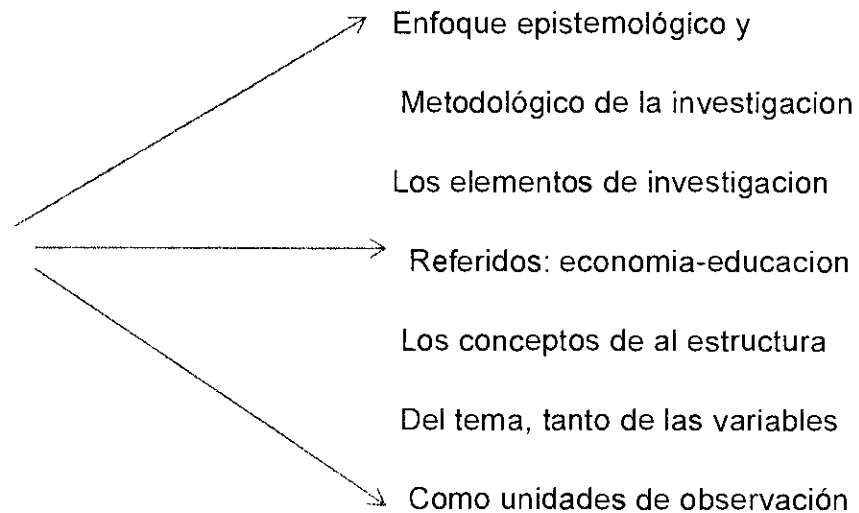 Enfoque epistemológico y
Metodológico de la investigacion
Los elementos de investigacion
Referidos: economia-educacion
Los conceptos de al estructura
Del tema, tanto de las variables
Como unidades de observación